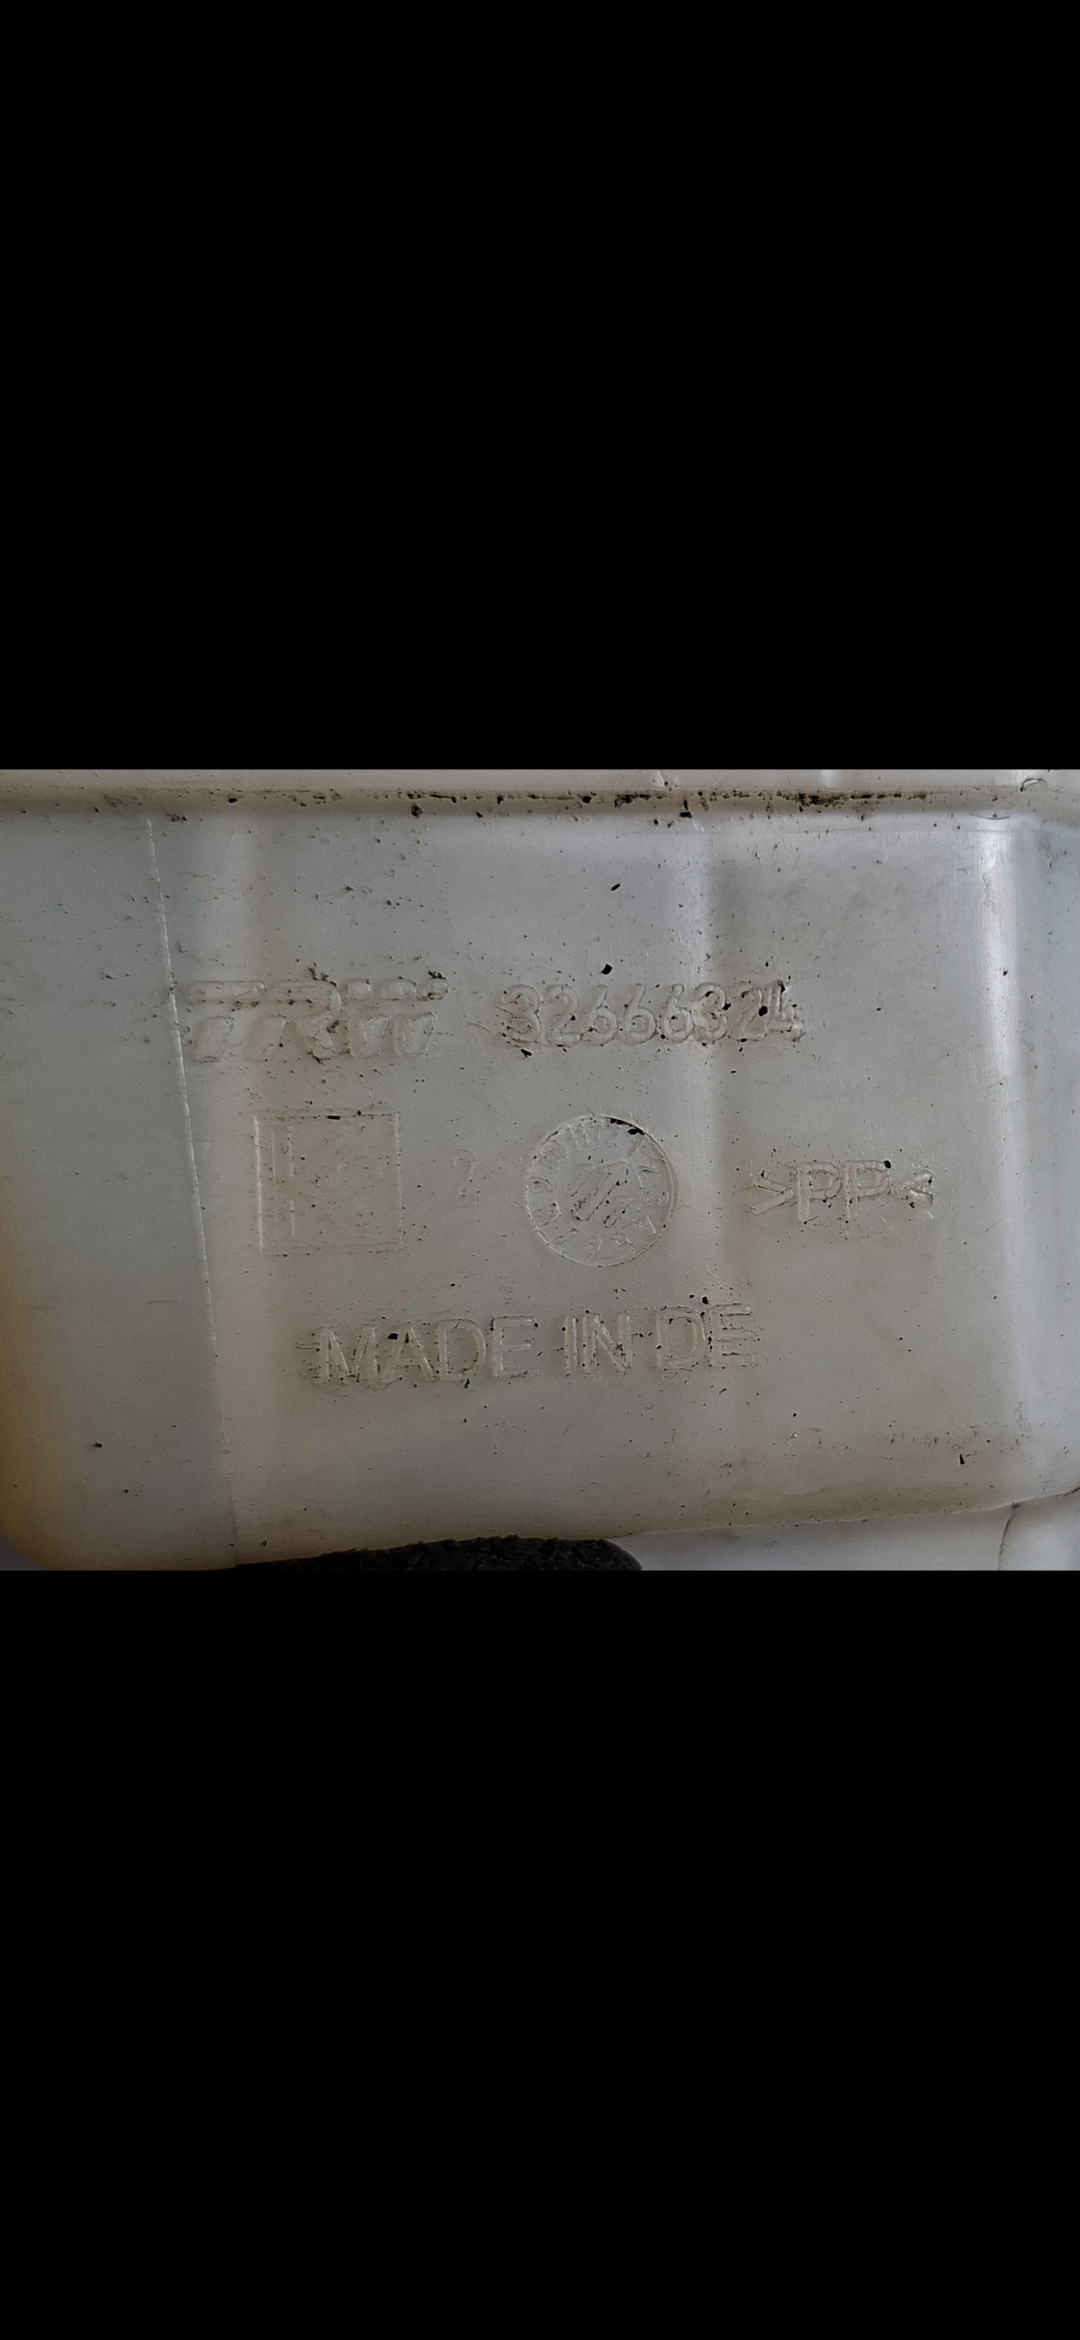 TRW 32666324
K 2 >PP<
MADE IN DE